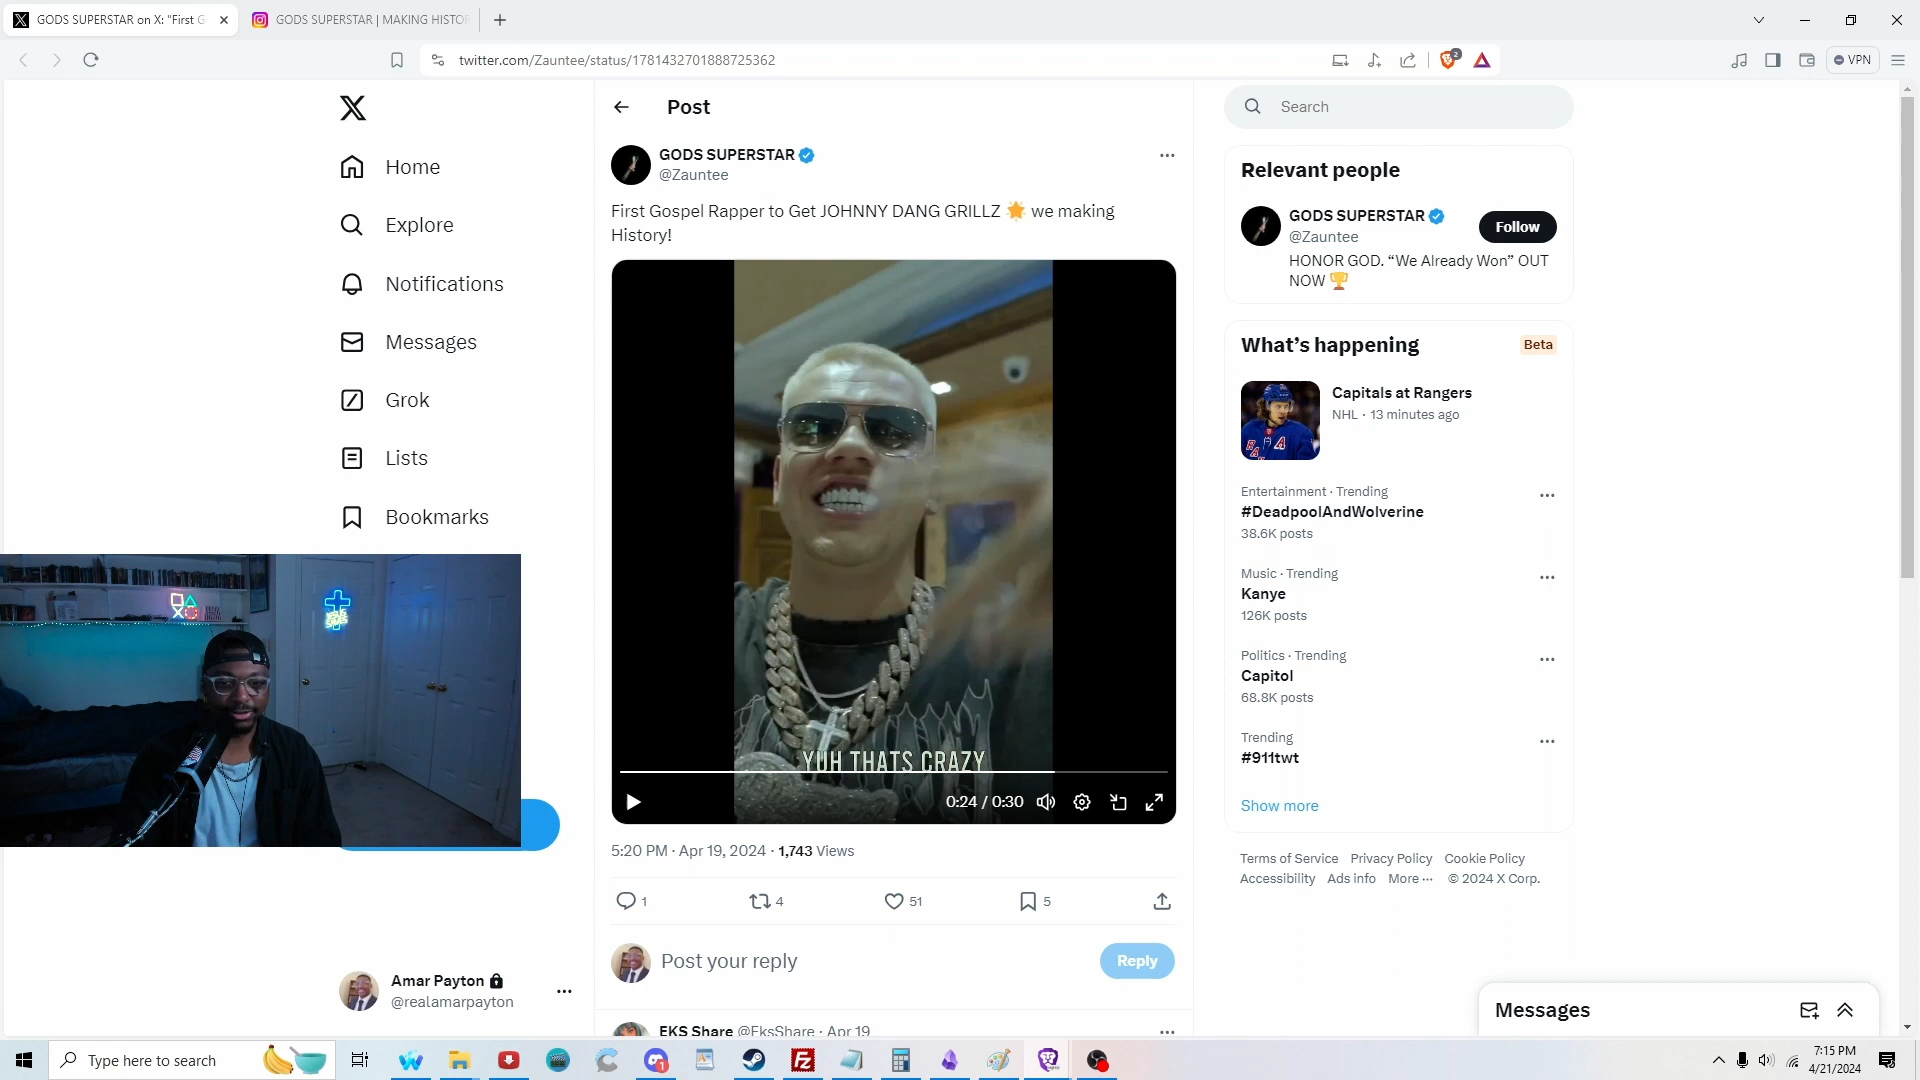 GODS SUPERSTAR on X: "First G
GODS SUPERSTAR | MAKING HISTOR
twitter.com/Zauntee/status/1781432701888725362
2
VPN
Home
Explore
Notifications
Messages
Grok
Lists
Bookmarks
Amar Payton
@realamarpayton
Post
GODS SUPERSTAR
@Zauntee
First Gospel Rapper to Get JOHNNY DANG GRILLZ 🌟 we making
History!
YUH THATS CRAZY
0:24 / 0:30
5:20 PM · Apr 19, 2024 · 1,743 Views
1
4
51
5
Post your reply
Reply
EKS Share @EksShare · Apr 19
Search
Relevant people
GODS SUPERSTAR
@Zauntee
Follow
HONOR GOD. “We Already Won” OUT
NOW 🏆
What’s happening
Beta
Capitals at Rangers
NHL · 13 minutes ago
Entertainment · Trending
#DeadpoolAndWolverine
38.6K posts
Music · Trending
Kanye
126K posts
Politics · Trending
Capitol
68.8K posts
Trending
#911twt
Show more
Terms of Service Privacy Policy Cookie Policy
Accessibility Ads info More ··· © 2024 X Corp.
Messages
Type here to search
1
7:15 PM
4/21/2024